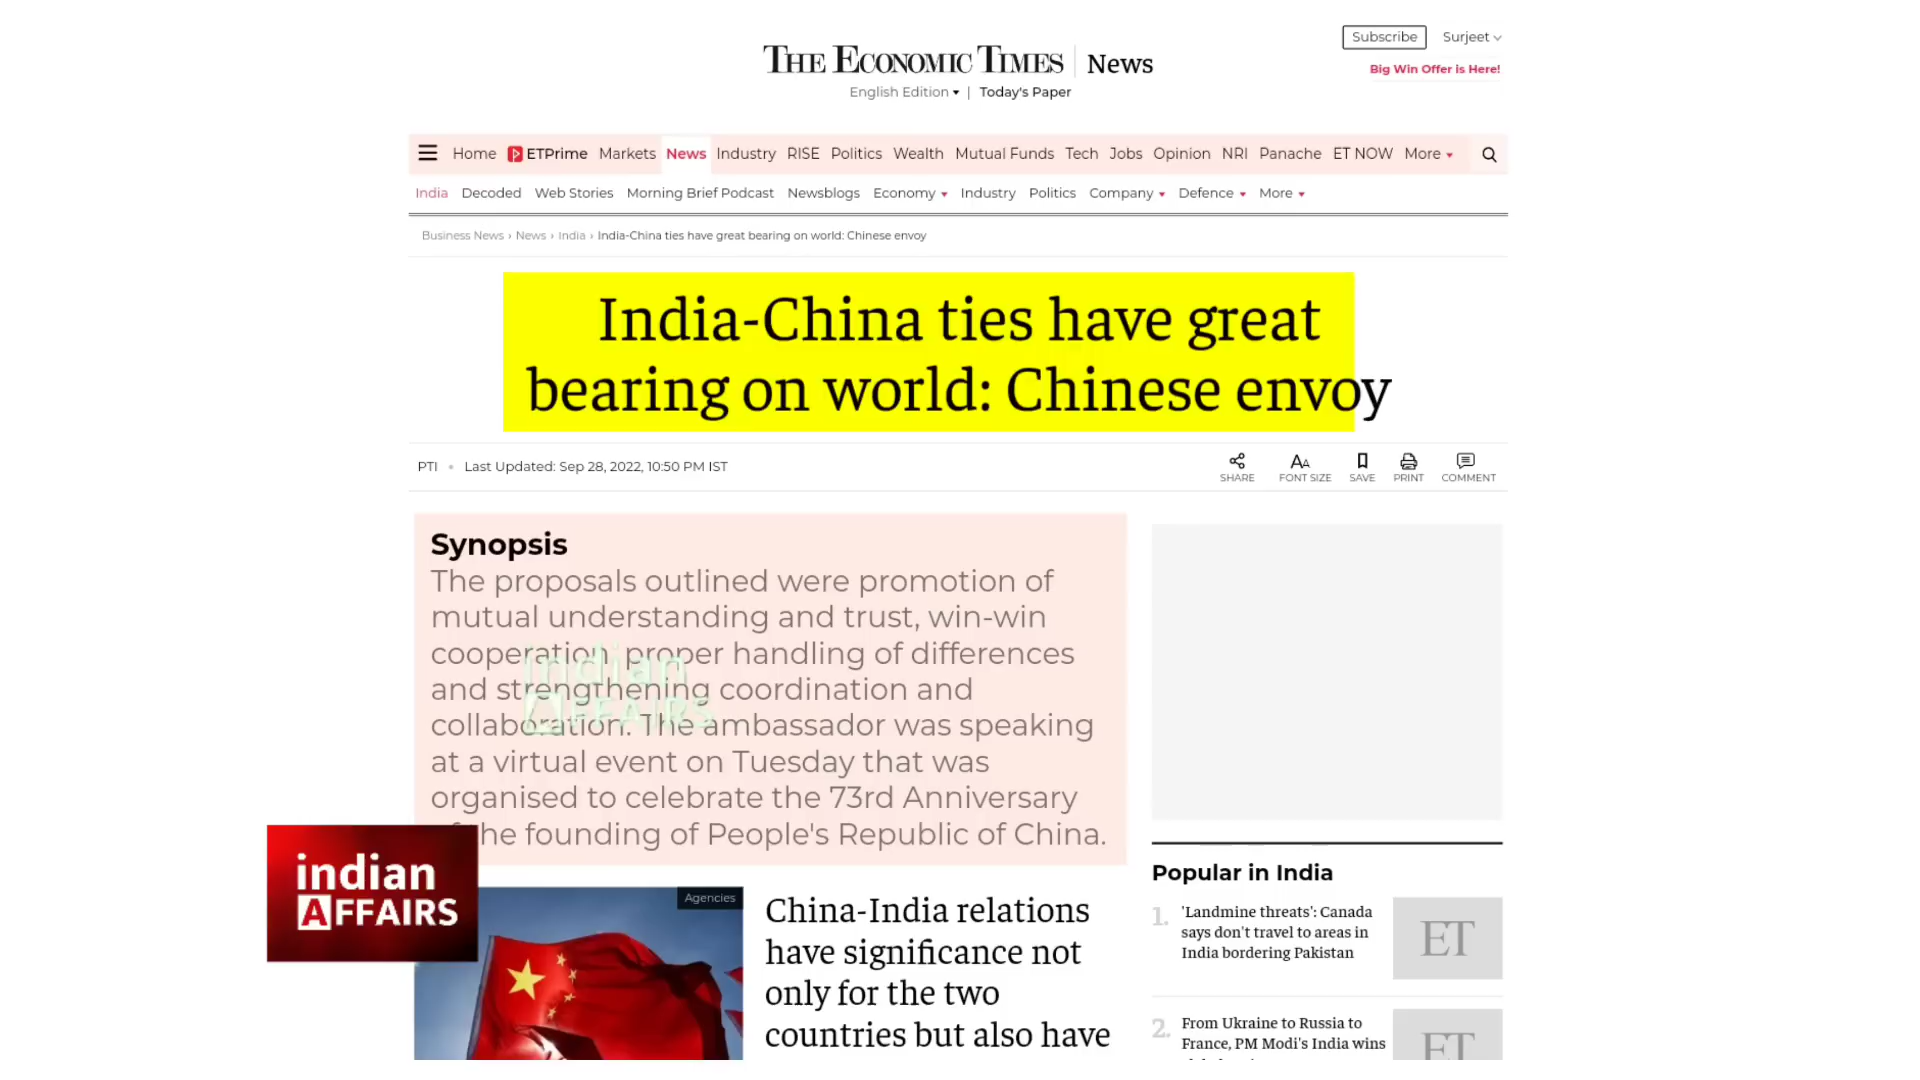 Subscribe
Surjeet
Big Win Offer is Here!
THE ECONOMIC TIMES | News
English Edition | Today's Paper
Home ETPrime Markets News Industry RISE Politics Wealth Mutual Funds Tech Jobs Opinion NRI Panache ET NOW More
India Decoded Web Stories Morning Brief Podcast Newsblogs Economy Industry Politics Company Defence More
Business News › News › India › India-China ties have great bearing on world: Chinese envoy
India-China ties have great
bearing on world: Chinese envoy
PTI • Last Updated: Sep 28, 2022, 10:50 PM IST
SHARE FONT SIZE SAVE PRINT COMMENT
Synopsis
The proposals outlined were promotion of
mutual understanding and trust, win-win
cooperation, proper handling of differences
and strengthening coordination and
collaboration. The ambassador was speaking
at a virtual event on Tuesday that was
organised to celebrate the 73rd Anniversary
the founding of People's Republic of China.
indian
AFFAIRS
indian
AFFAIRS
Agencies
China-India relations
have significance not
only for the two
countries but also have
Popular in India
1. 'Landmine threats': Canada
says don't travel to areas in
India bordering Pakistan
ET
2. From Ukraine to Russia to
France, PM Modi's India wins
ET